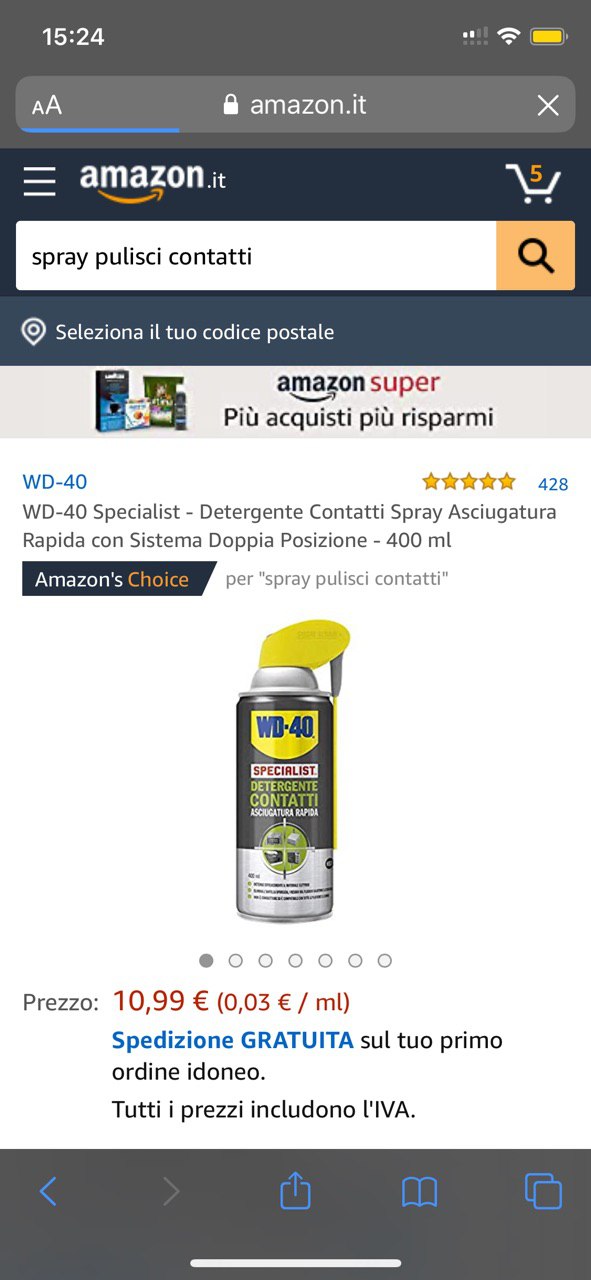 15:24
AA
amazon.it
amazon.it
5
spray pulisci contatti
Seleziona il tuo codice postale
amazon super
Più acquisti più risparmi
WD-40
428
WD-40 Specialist - Detergente Contatti Spray Asciugatura
Rapida con Sistema Doppia Posizione - 400 ml
Amazon's Choice
per "spray pulisci contatti"
WD-40
SPECIALIST
DETERGENTE
CONTATTI
ASCIUGATURA RAPIDA
400 ml
Prezzo: 10,99 € (0,03 € / ml)
Spedizione GRATUITA sul tuo primo
ordine idoneo.
Tutti i prezzi includono l'IVA.